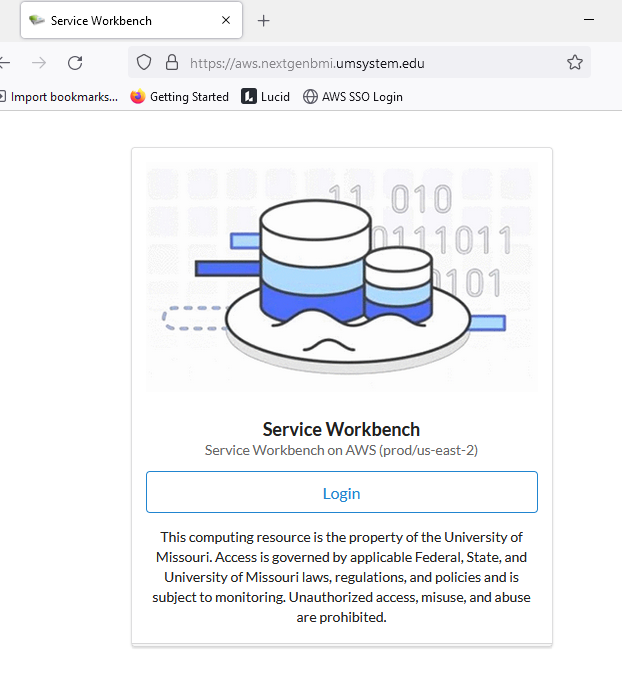 Service Workbench
https://aws.nextgenbmi.umsystem.edu
Import bookmarks...
Getting Started
Lucid
AWS SSO Login
11 010
0111011
0101
Service Workbench
Service Workbench on AWS (prod/us-east-2)
Login
This computing resource is the property of the University of
Missouri. Access is governed by applicable Federal, State, and
University of Missouri laws, regulations, and policies and is
subject to monitoring. Unauthorized access, misuse, and abuse
are prohibited.